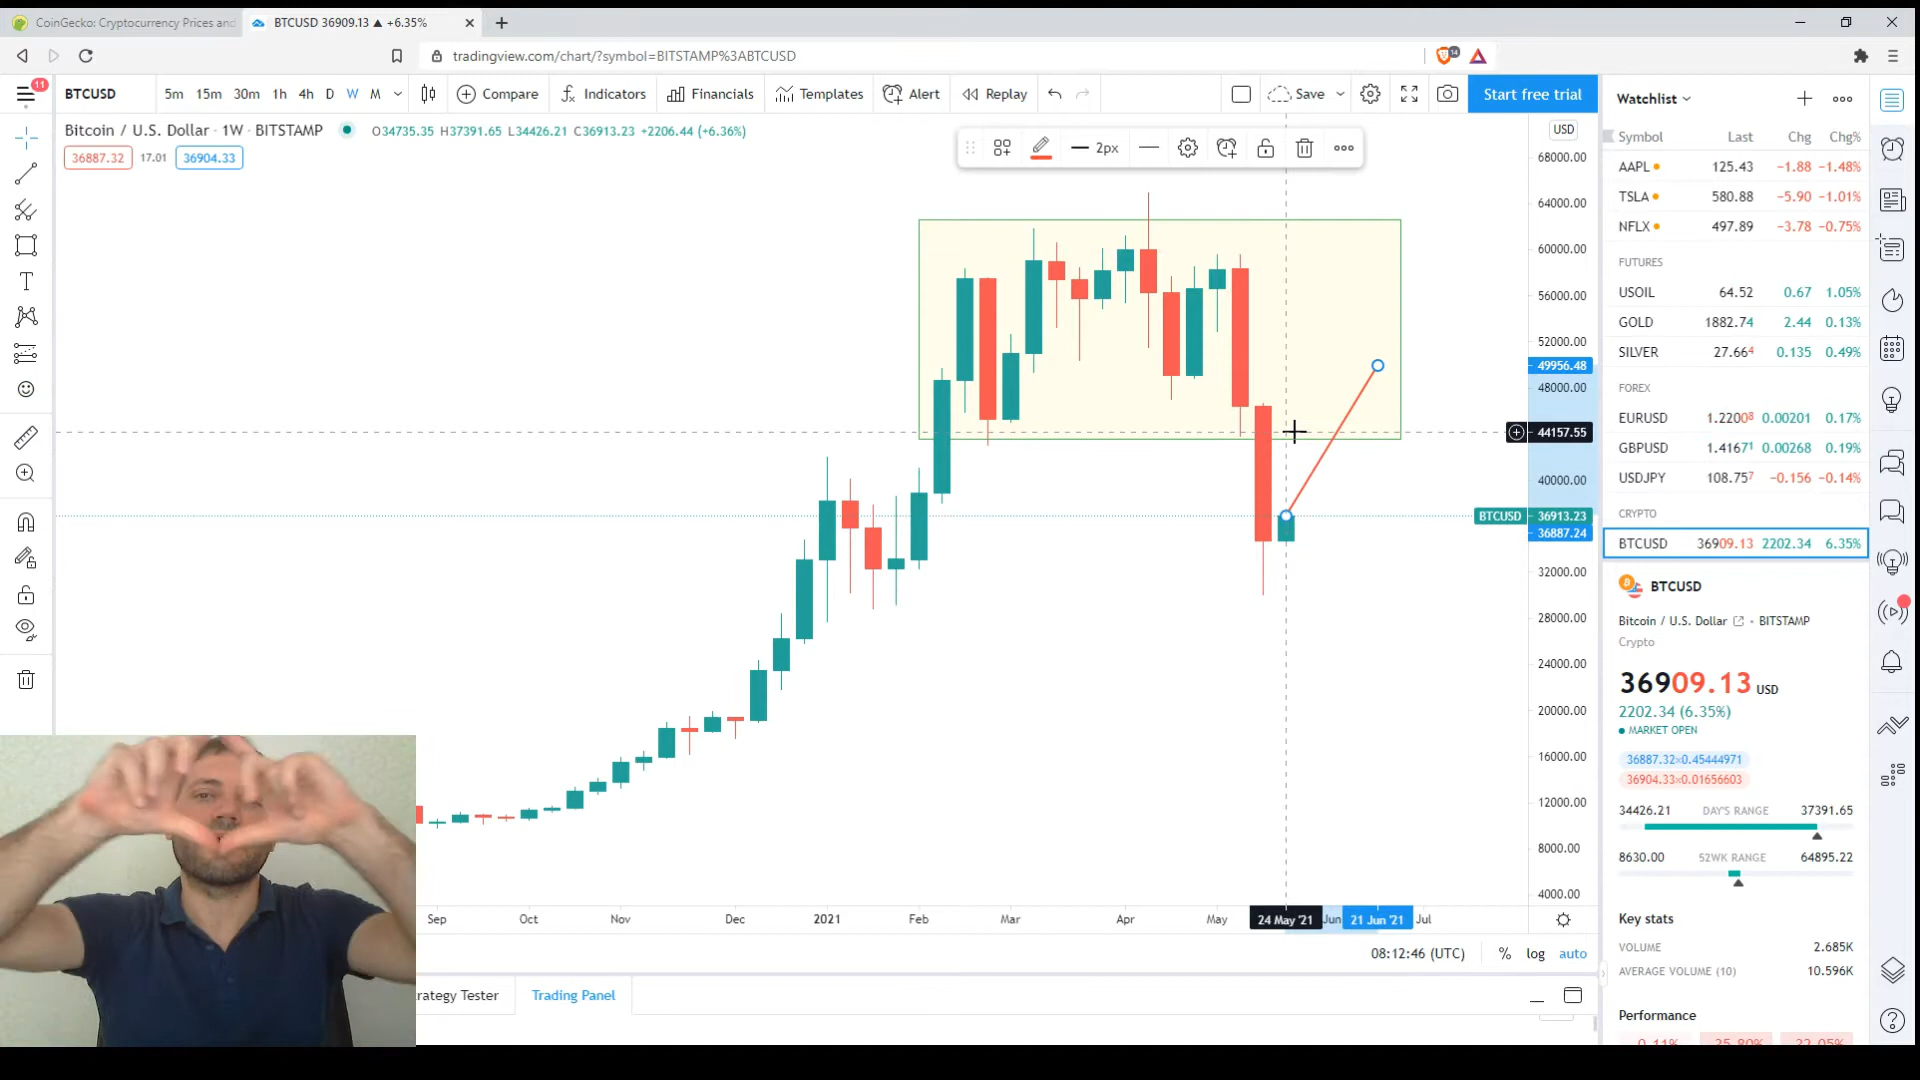 CoinGecko: Cryptocurrency Prices and
BTCUSD 36909.13 ▲ +6.35%
tradingview.com/chart/?symbol=BITSTAMP%3ABTCUSD
14
11
BTCUSD 5m 15m 30m 1h 4h D W M Compare Indicators Financials Templates Alert Replay Save Start free trial
Bitcoin / U.S. Dollar · 1W · BITSTAMP O34735.35 H37391.65 L34426.21 C36913.23 +2206.44 (+6.36%)
36887.32 17.01 36904.33
2px
USD
68000.00
64000.00
60000.00
56000.00
52000.00
49956.48
48000.00
44157.55
40000.00
BTCUSD 36913.23
36887.24
32000.00
28000.00
24000.00
20000.00
16000.00
12000.00
8000.00
4000.00
Sep Oct Nov Dec 2021 Feb Mar Apr May 24 May '21 Jun 21 Jun '21 Jul
08:12:46 (UTC) % log auto
rategy Tester Trading Panel
Watchlist
Symbol Last Chg Chg%
AAPL 125.43 −1.88 −1.48%
TSLA 580.88 −5.90 −1.01%
NFLX 497.89 −3.78 −0.75%
FUTURES
USOIL 64.52 0.67 1.05%
GOLD 1882.74 2.44 0.13%
SILVER 27.664 0.135 0.49%
FOREX
EURUSD 1.22008 0.00201 0.17%
GBPUSD 1.41671 0.00268 0.19%
USDJPY 108.757 −0.156 −0.14%
CRYPTO
BTCUSD 36909.13 2202.34 6.35%
BTCUSD
Bitcoin / U.S. Dollar · BITSTAMP
Crypto
36909.13 USD
2202.34 (6.35%)
MARKET OPEN
36887.32×0.45444971
36904.33×0.01656603
34426.21 DAY'S RANGE 37391.65
8630.00 52WK RANGE 64895.22
Key stats
VOLUME 2.685K
AVERAGE VOLUME (10) 10.596K
Performance